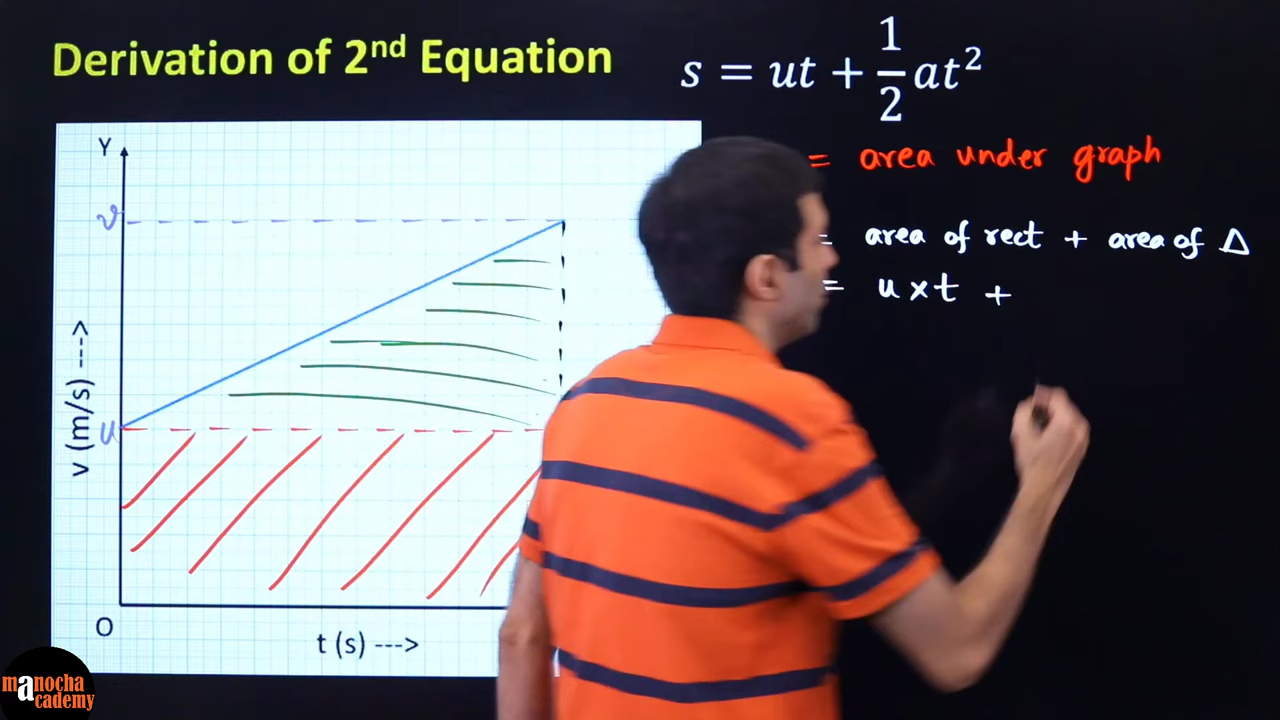 Derivation of 2nd Equation
s = ut + 1/2 at²
= area under graph
= area of rect + area of Δ
= u × t +
Y
v
u
v (m/s) --->
O
t (s) --->
manocha
academy